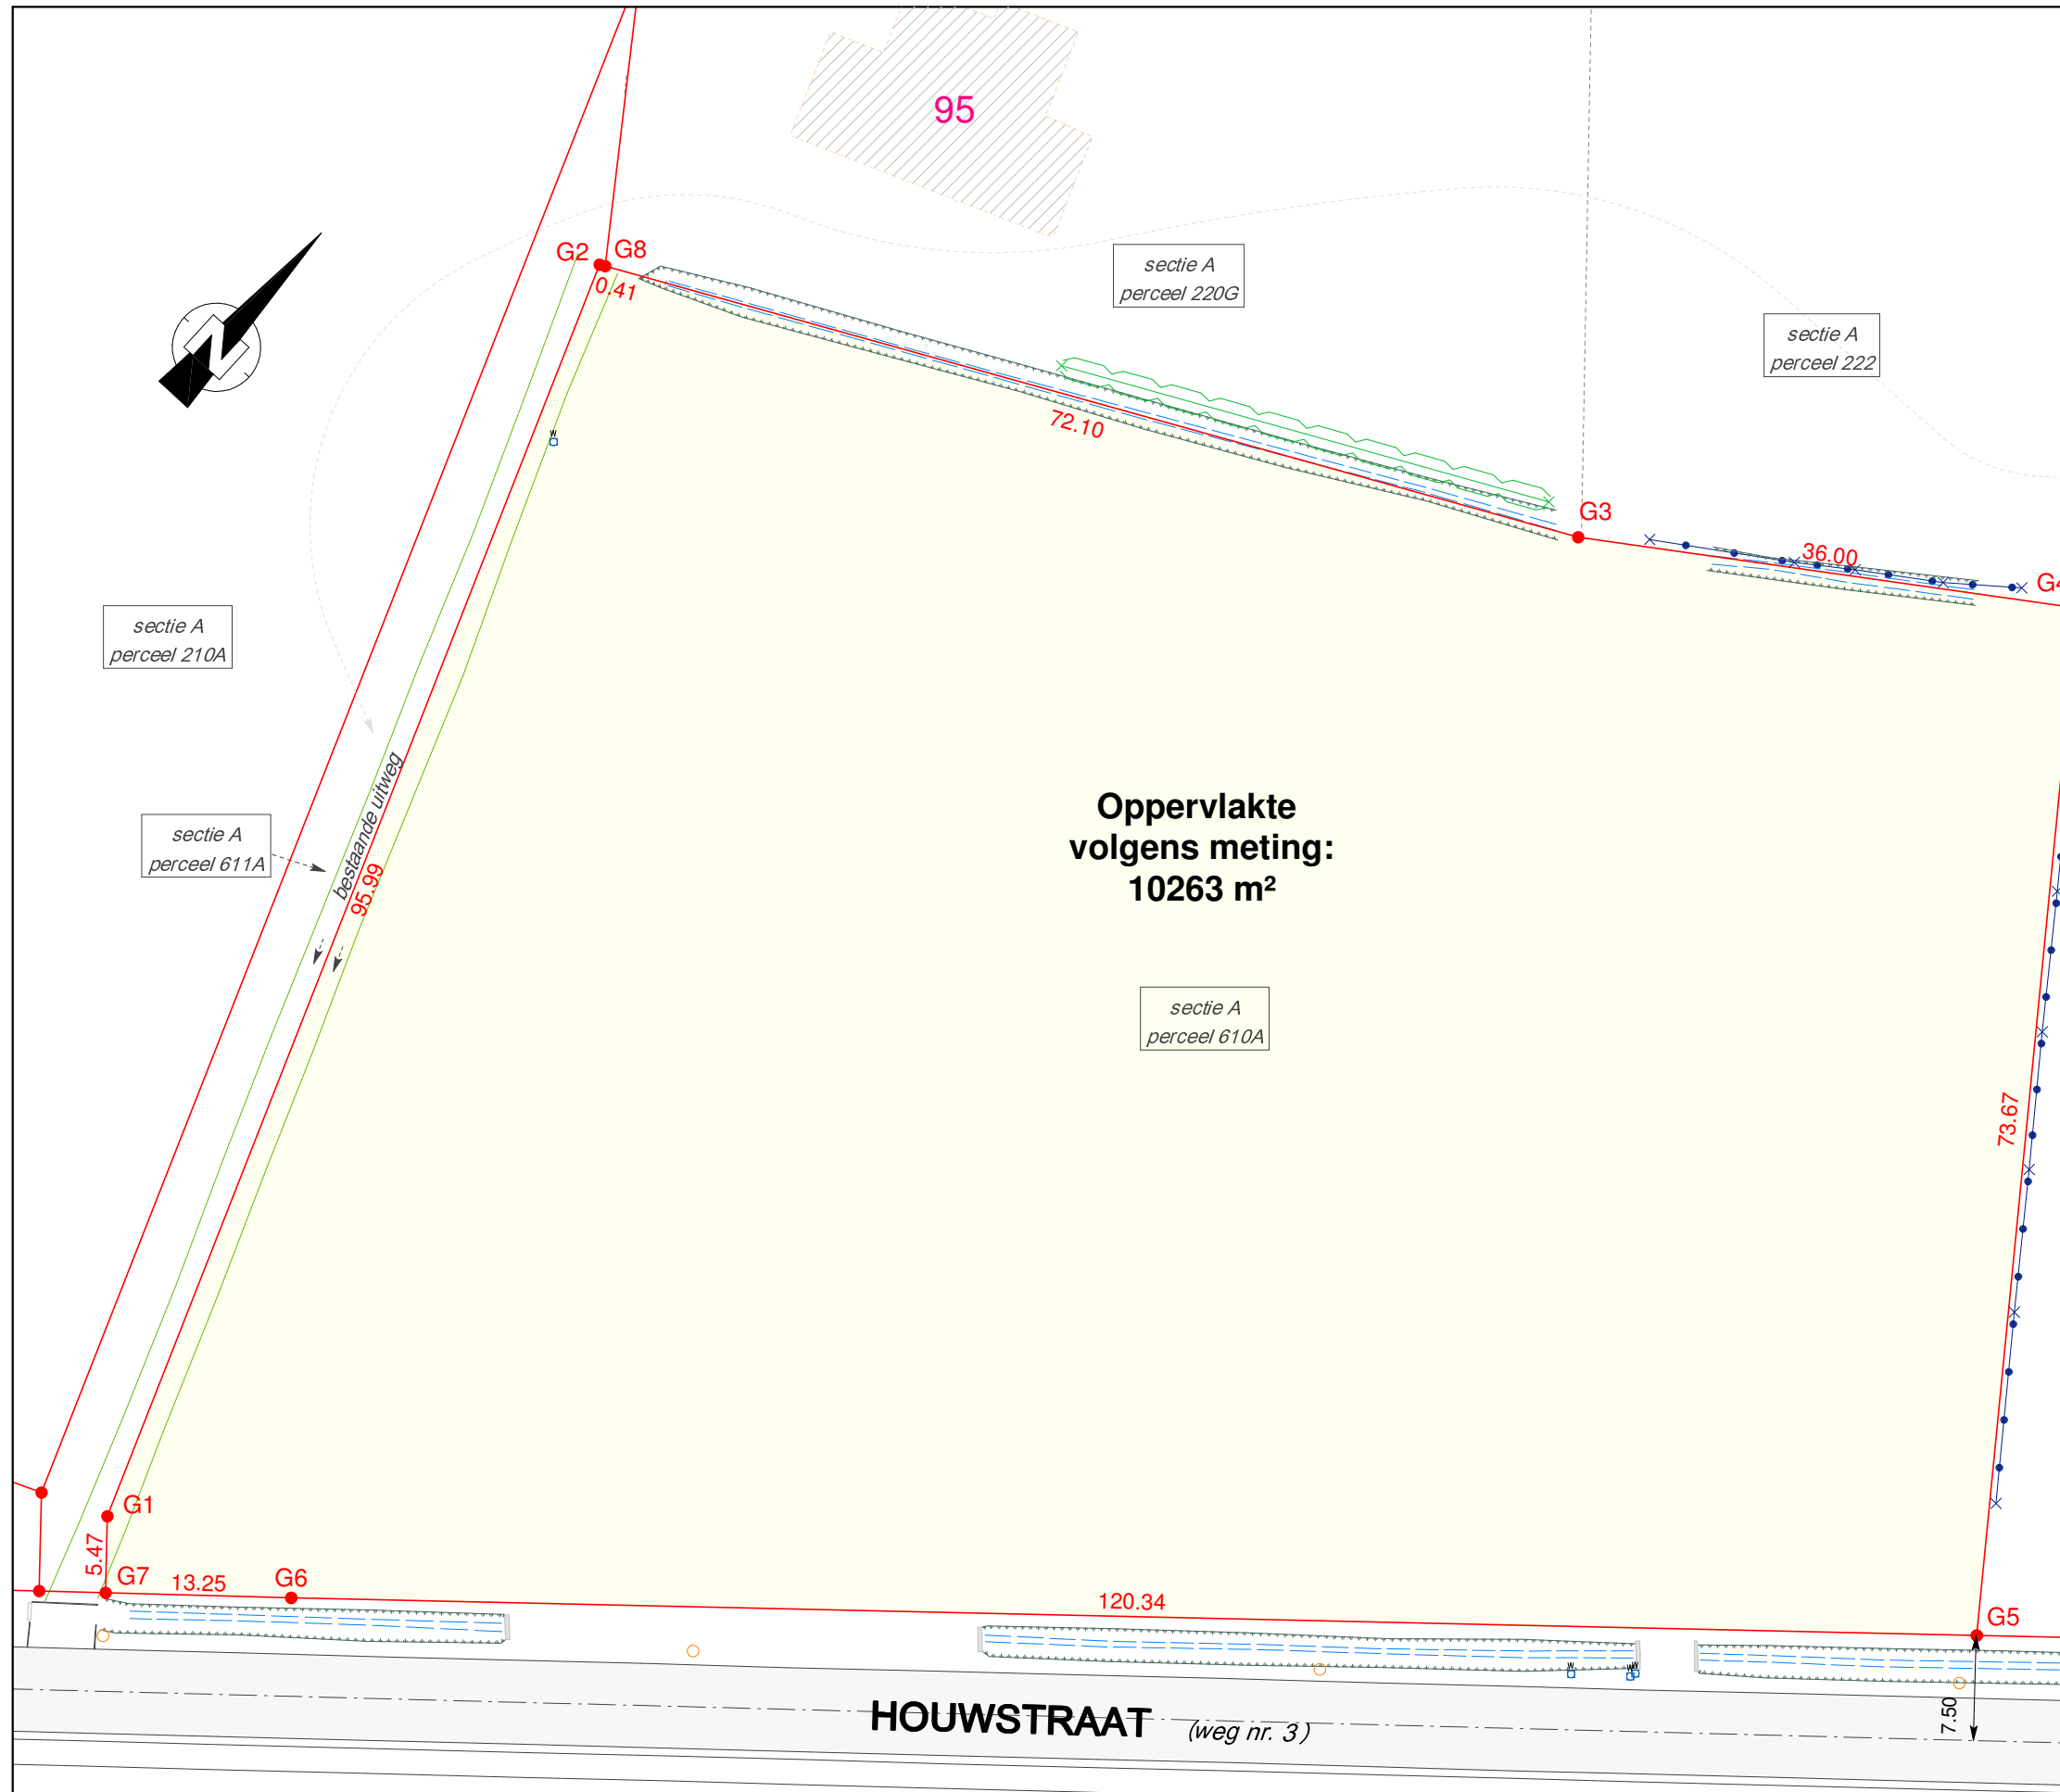 95
G2
G8
0.41
sectie A
perceel 220G
sectie A
perceel 222
72.10
G3
36.00
G4
sectie A
perceel 210A
bestaande uitweg
95.99
sectie A
perceel 611A
Oppervlakte
volgens meting:
10263 m²
sectie A
perceel 610A
73.67
G1
5.47
G7
13.25
G6
120.34
G5
7.50
W
W
W
W
HOUWSTRAAT (weg nr. 3)